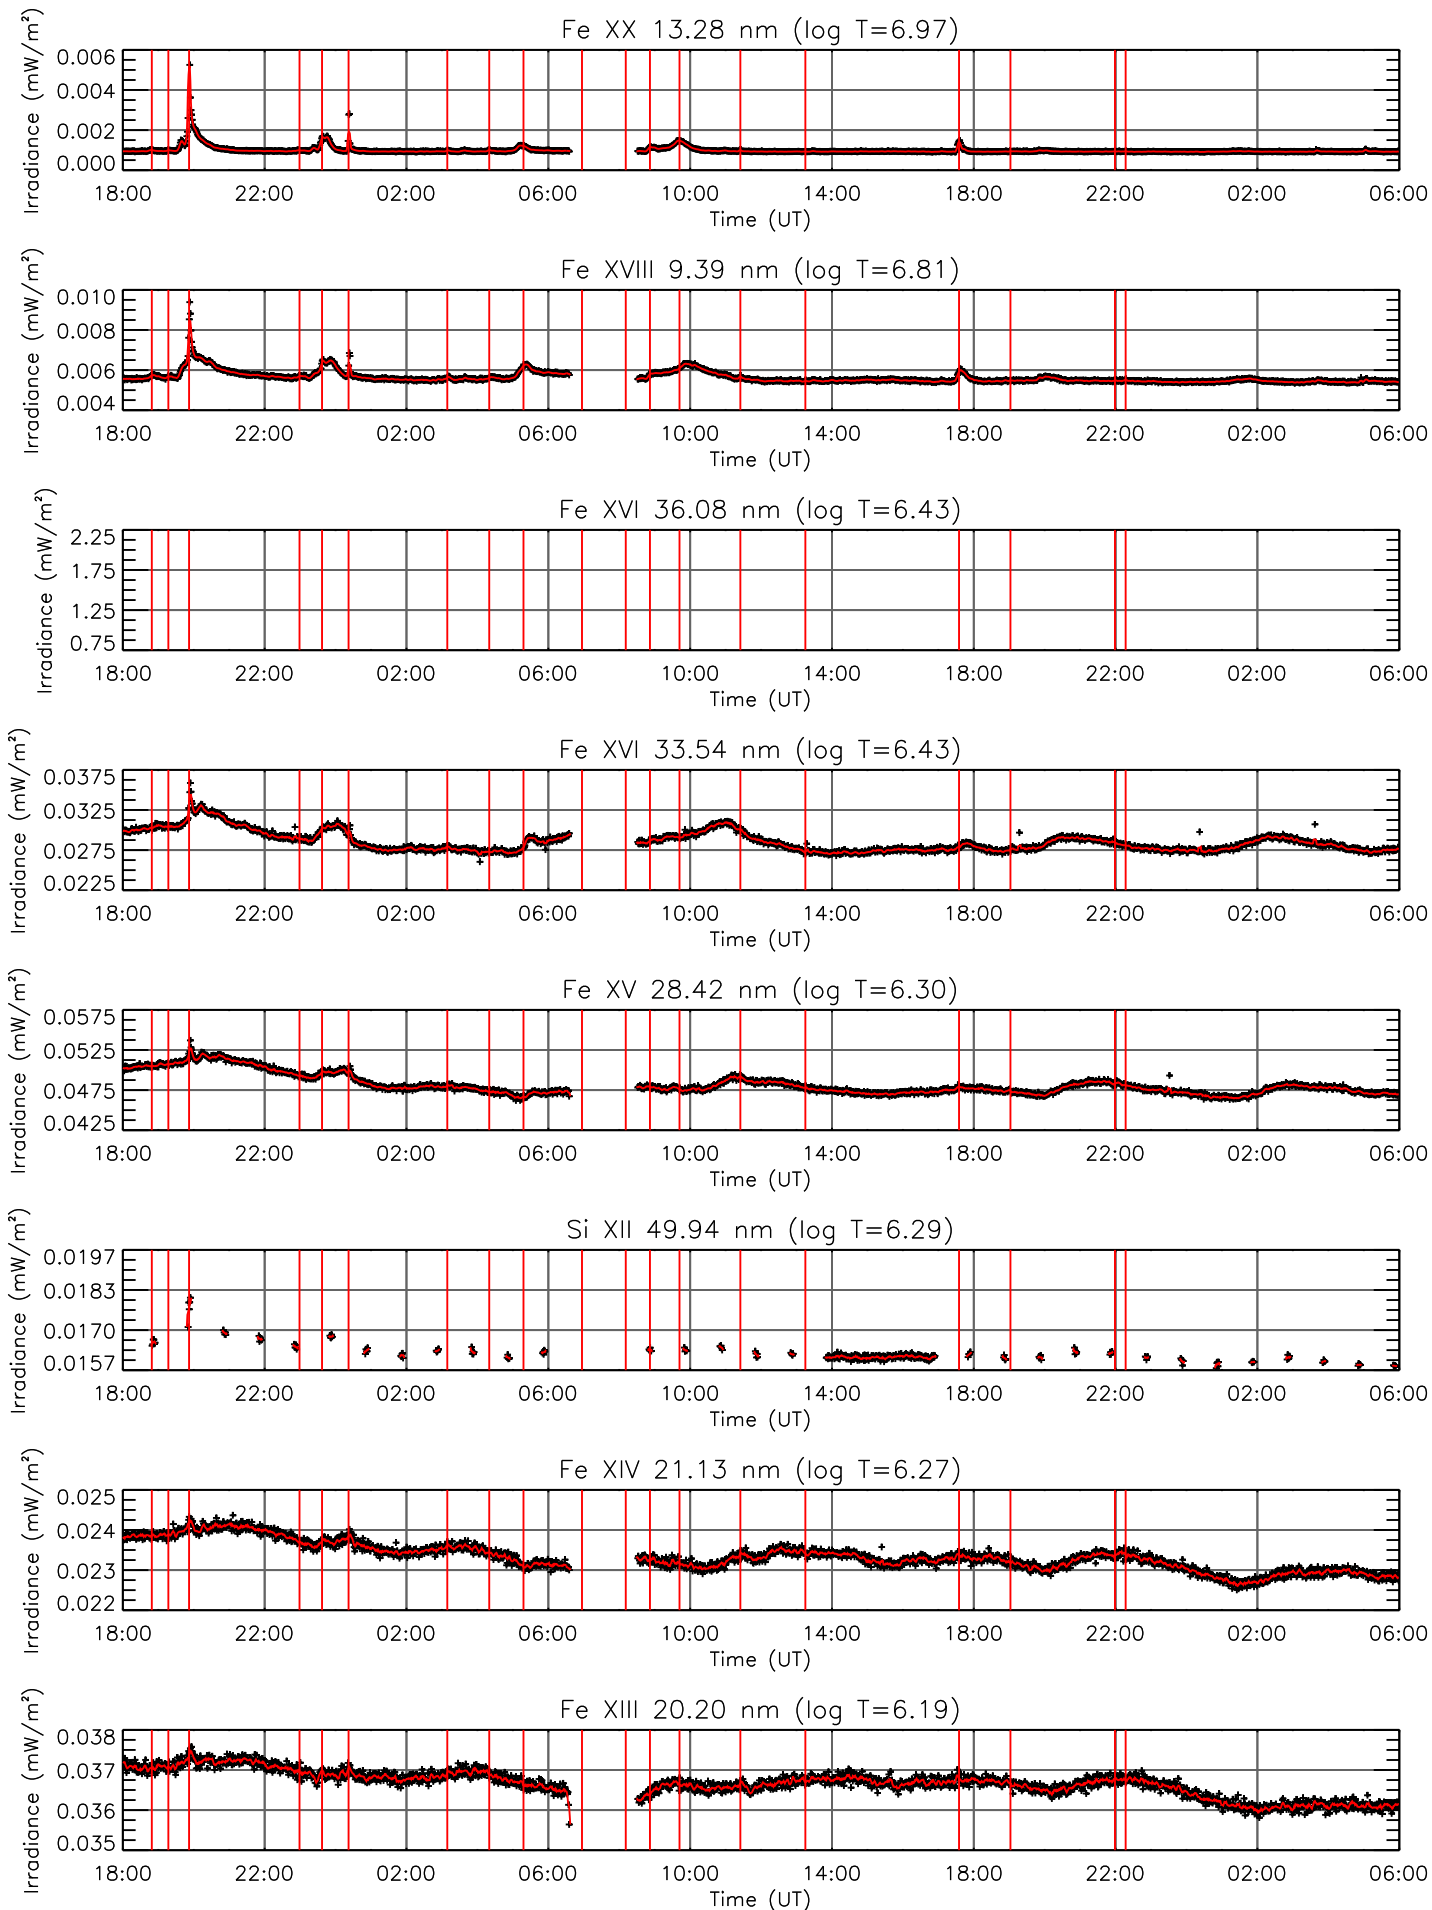 Fe XX 13.28 nm (log T=6.97)
Irradiance (mW/m²)
0.006
0.004
0.002
0.000
18:00 22:00 02:00 06:00 10:00 14:00 18:00 22:00 02:00 06:00
Time (UT)
Fe XVIII 9.39 nm (log T=6.81)
Irradiance (mW/m²)
0.010
0.008
0.006
0.004
18:00 22:00 02:00 06:00 10:00 14:00 18:00 22:00 02:00 06:00
Time (UT)
Fe XVI 36.08 nm (log T=6.43)
Irradiance (mW/m²)
2.25
1.75
1.25
0.75
18:00 22:00 02:00 06:00 10:00 14:00 18:00 22:00 02:00 06:00
Time (UT)
Fe XVI 33.54 nm (log T=6.43)
Irradiance (mW/m²)
0.0375
0.0325
0.0275
0.0225
18:00 22:00 02:00 06:00 10:00 14:00 18:00 22:00 02:00 06:00
Time (UT)
Fe XV 28.42 nm (log T=6.30)
Irradiance (mW/m²)
0.0575
0.0525
0.0475
0.0425
18:00 22:00 02:00 06:00 10:00 14:00 18:00 22:00 02:00 06:00
Time (UT)
Si XII 49.94 nm (log T=6.29)
Irradiance (mW/m²)
0.0197
0.0183
0.0170
0.0157
18:00 22:00 02:00 06:00 10:00 14:00 18:00 22:00 02:00 06:00
Time (UT)
Fe XIV 21.13 nm (log T=6.27)
Irradiance (mW/m²)
0.025
0.024
0.023
0.022
18:00 22:00 02:00 06:00 10:00 14:00 18:00 22:00 02:00 06:00
Time (UT)
Fe XIII 20.20 nm (log T=6.19)
Irradiance (mW/m²)
0.038
0.037
0.036
0.035
18:00 22:00 02:00 06:00 10:00 14:00 18:00 22:00 02:00 06:00
Time (UT)